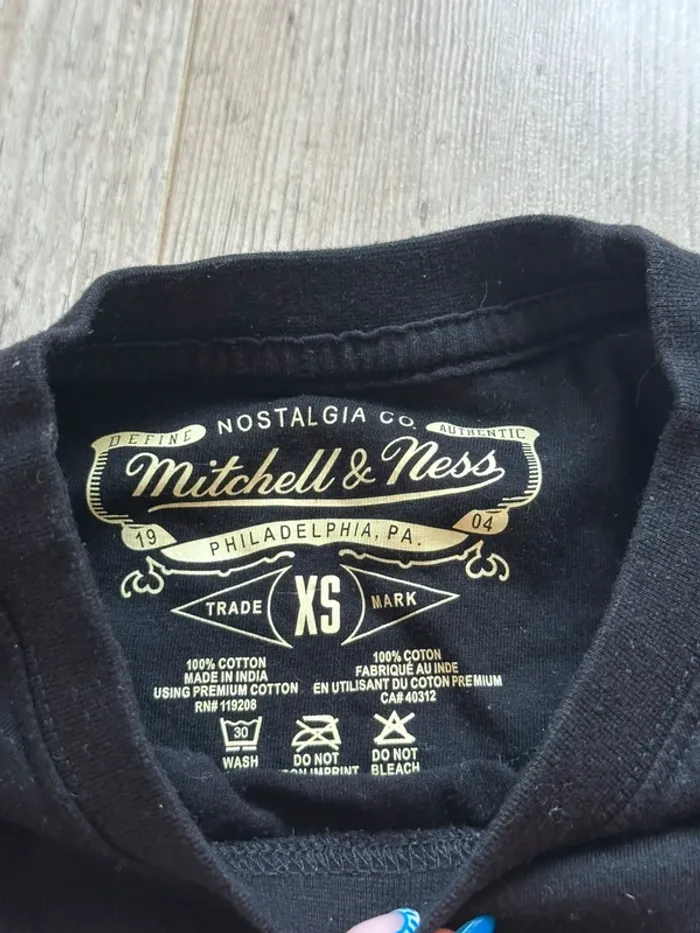 NOSTALGIA CO.
DEFINE
AUTHENTIC
Mitchell & Ness
19
04
PHILADELPHIA, PA.
TRADE
XS
MARK
100% COTTON
MADE IN INDIA
USING PREMIUM COTTON
RN# 119208
100% COTON
FABRIQUÉ AU INDE
EN UTILISANT DU COTON PREMIUM
CA# 40312
30
WASH
DO NOT
ON IMPRINT
DO NOT
BLEACH